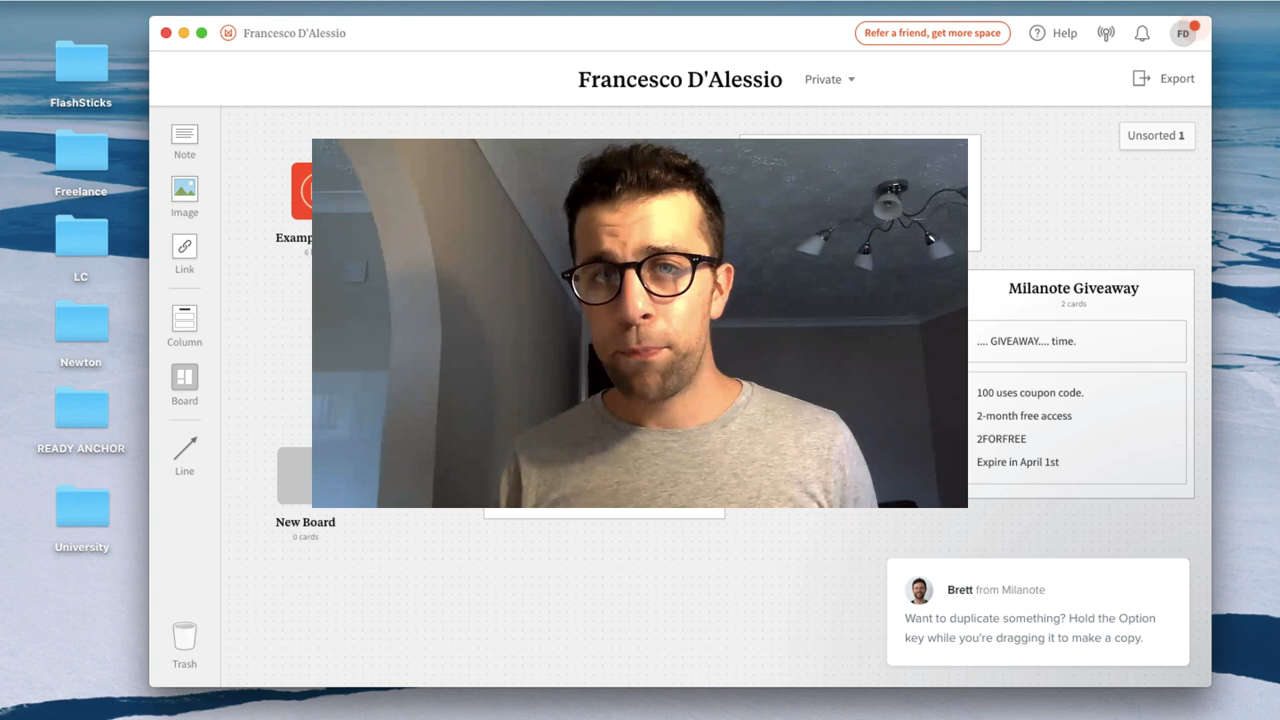 FlashSticks
Freelance
LC
Newton
READY ANCHOR
University
Francesco D'Alessio
Refer a friend, get more space
Help
FD
Francesco D'Alessio
Private
Export
Note
Image
Link
Column
Board
Line
Trash
Unsorted 1
New Board
0 cards
Milanote Giveaway
2 cards
.... GIVEAWAY.... time.
100 uses coupon code.
2-month free access
2FORFREE
Expire in April 1st
Brett from Milanote
Want to duplicate something? Hold the Option
key while you're dragging it to make a copy.